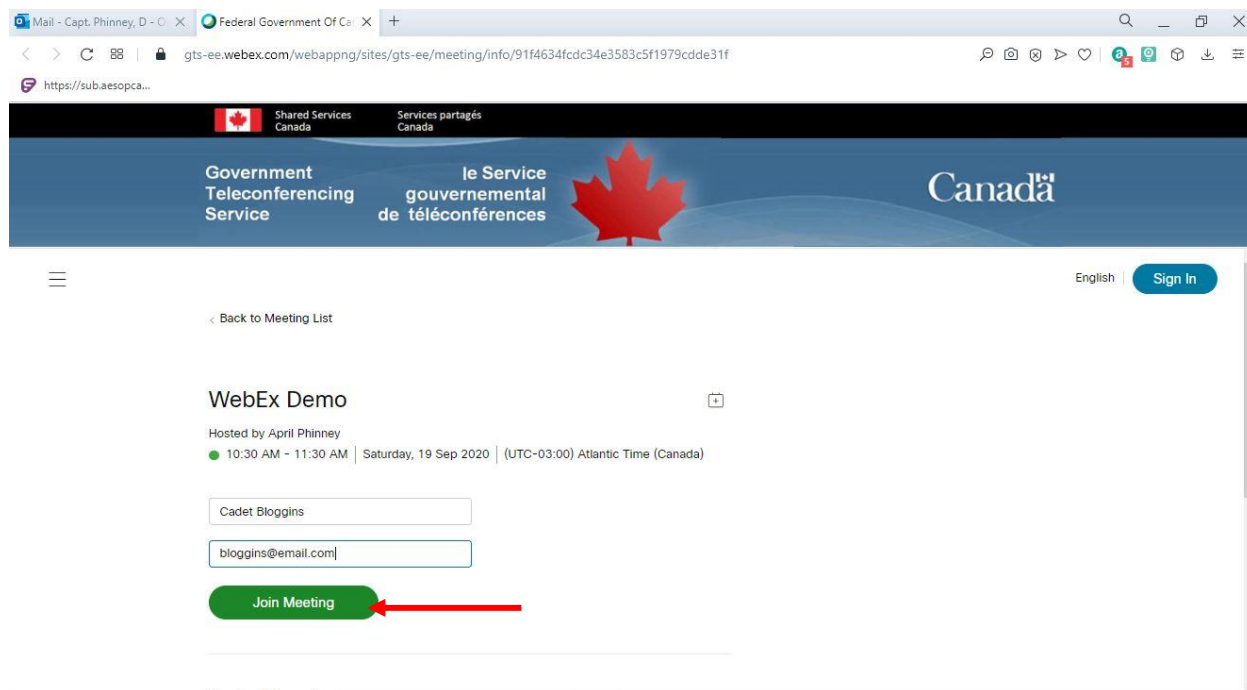 Mail - Capt. Phinney, D - O
Federal Government Of Ca
gts-ee.webex.com/webappng/sites/gts-ee/meeting/info/91f4634fcdc34e3583c5f1979cdde31f
5
https://sub.aesopca...
Shared Services
Canada
Services partagés
Canada
Government
Teleconferencing
Service
le Service
gouvernemental
de téléconférences
Canada
English
Sign In
< Back to Meeting List
WebEx Demo
Hosted by April Phinney
10:30 AM - 11:30 AM | Saturday, 19 Sep 2020 | (UTC-03:00) Atlantic Time (Canada)
Cadet Bloggins
bloggins@email.com
Join Meeting